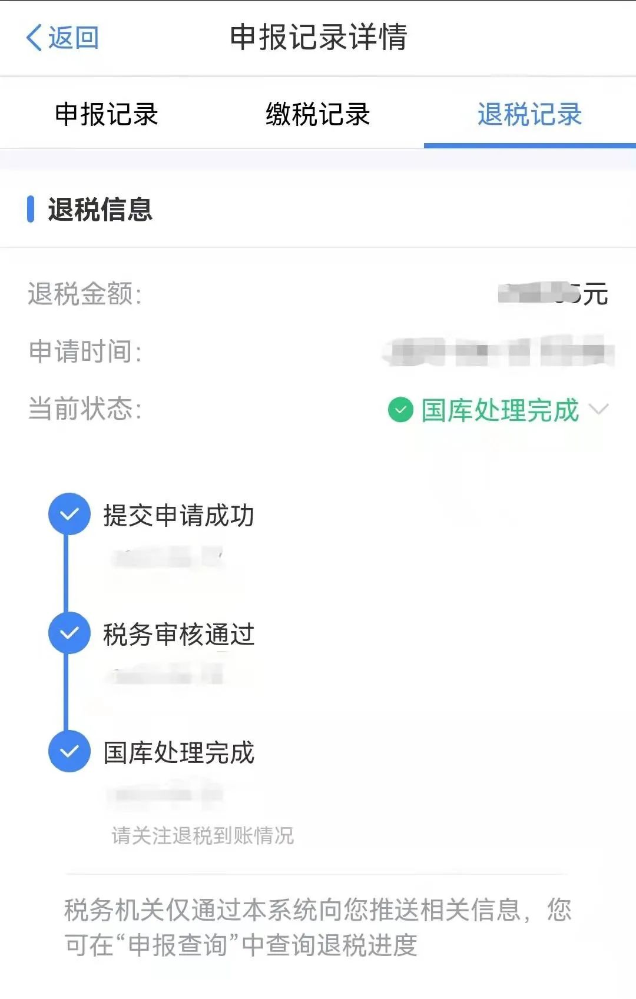 返回
申报记录详情
申报记录 缴税记录 退税记录
退税信息
退税金额： 元
申请时间：
当前状态： 国库处理完成
提交申请成功
税务审核通过
国库处理完成
请关注退税到账情况
税务机关仅通过本系统向您推送相关信息，您
可在“申报查询”中查询退税进度